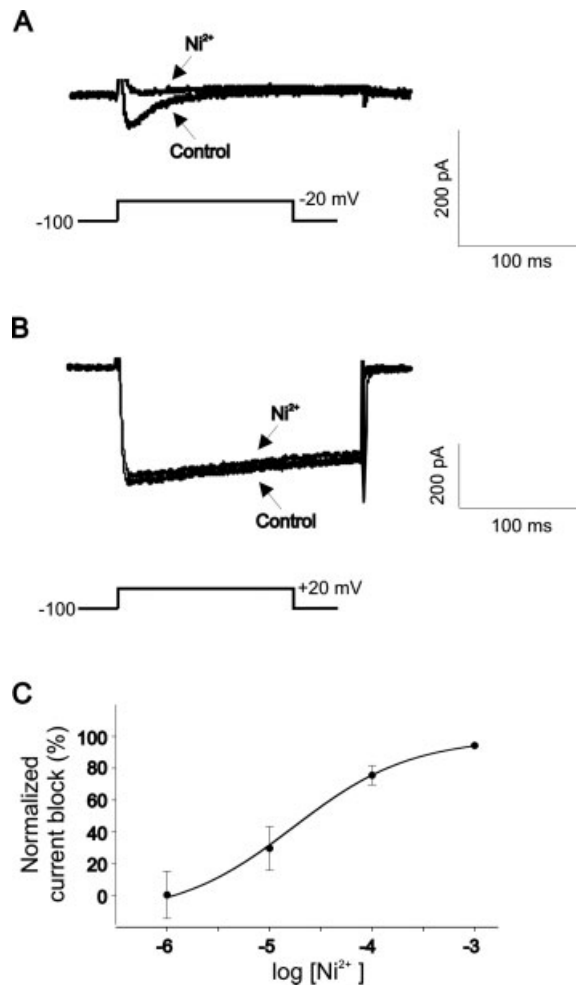 A
Ni²⁺
Control
-20 mV
-100
200 pA
100 ms
B
Ni²⁺
Control
200 pA
100 ms
+20 mV
-100
C
Normalized
current block (%)
100
80
60
40
20
0
-6 -5 -4 -3
log [Ni²⁺ ]